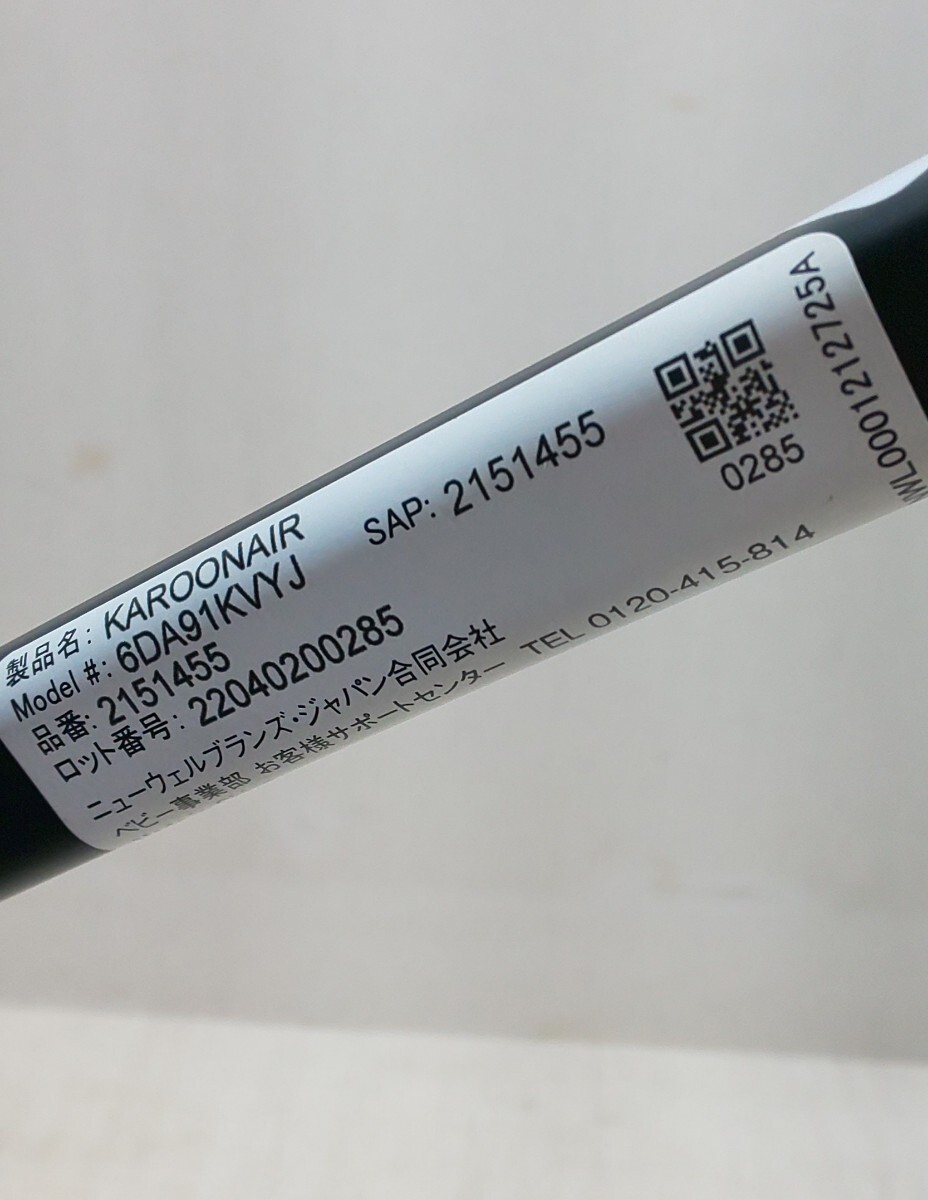 製品名: KAROONAIR
Model #: 6DA91KVYJ
SAP: 2151455
品番: 2151455
ロット番号: 22040200285
ニューウェルブランズ・ジャパン合同会社
ベビー事業部 お客様サポートセンター TEL 0120-415-814
0285
NWL0001212725A